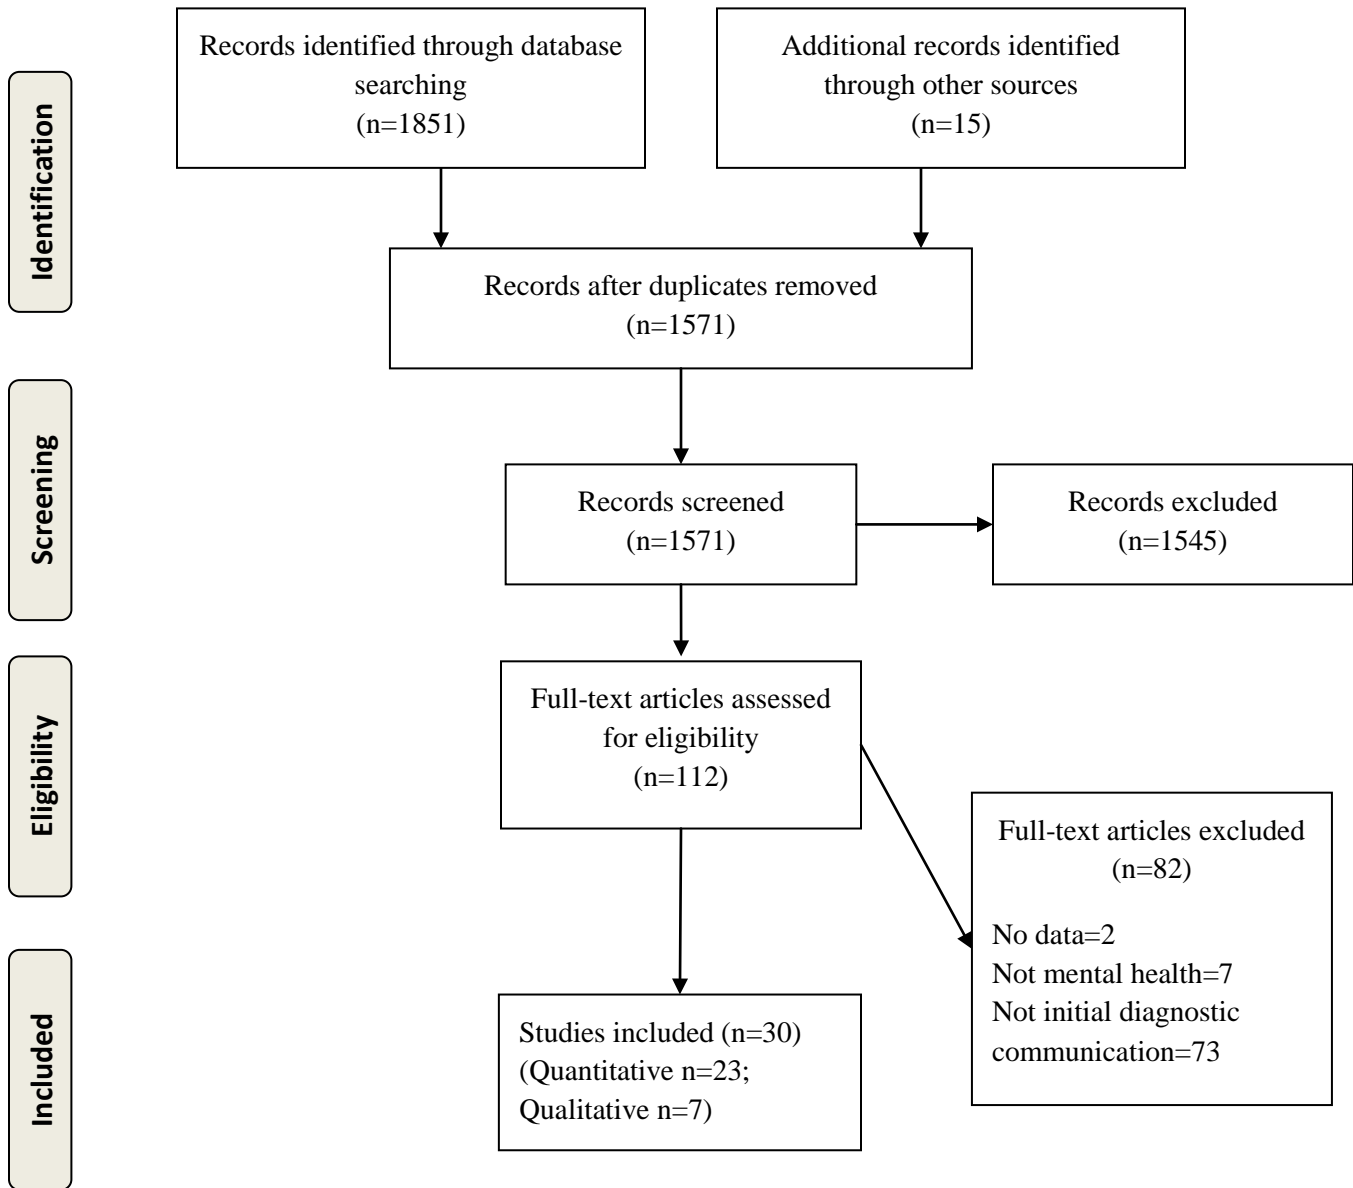 Identification
Records identified through database
searching
(n=1851)
Additional records identified
through other sources
(n=15)
Records after duplicates removed
(n=1571)
Screening
Records screened
(n=1571)
Records excluded
(n=1545)
Eligibility
Full-text articles assessed
for eligibility
(n=112)
Full-text articles excluded
(n=82)
No data=2
Not mental health=7
Not initial diagnostic
communication=73
Included
Studies included (n=30)
(Quantitative n=23;
Qualitative n=7)